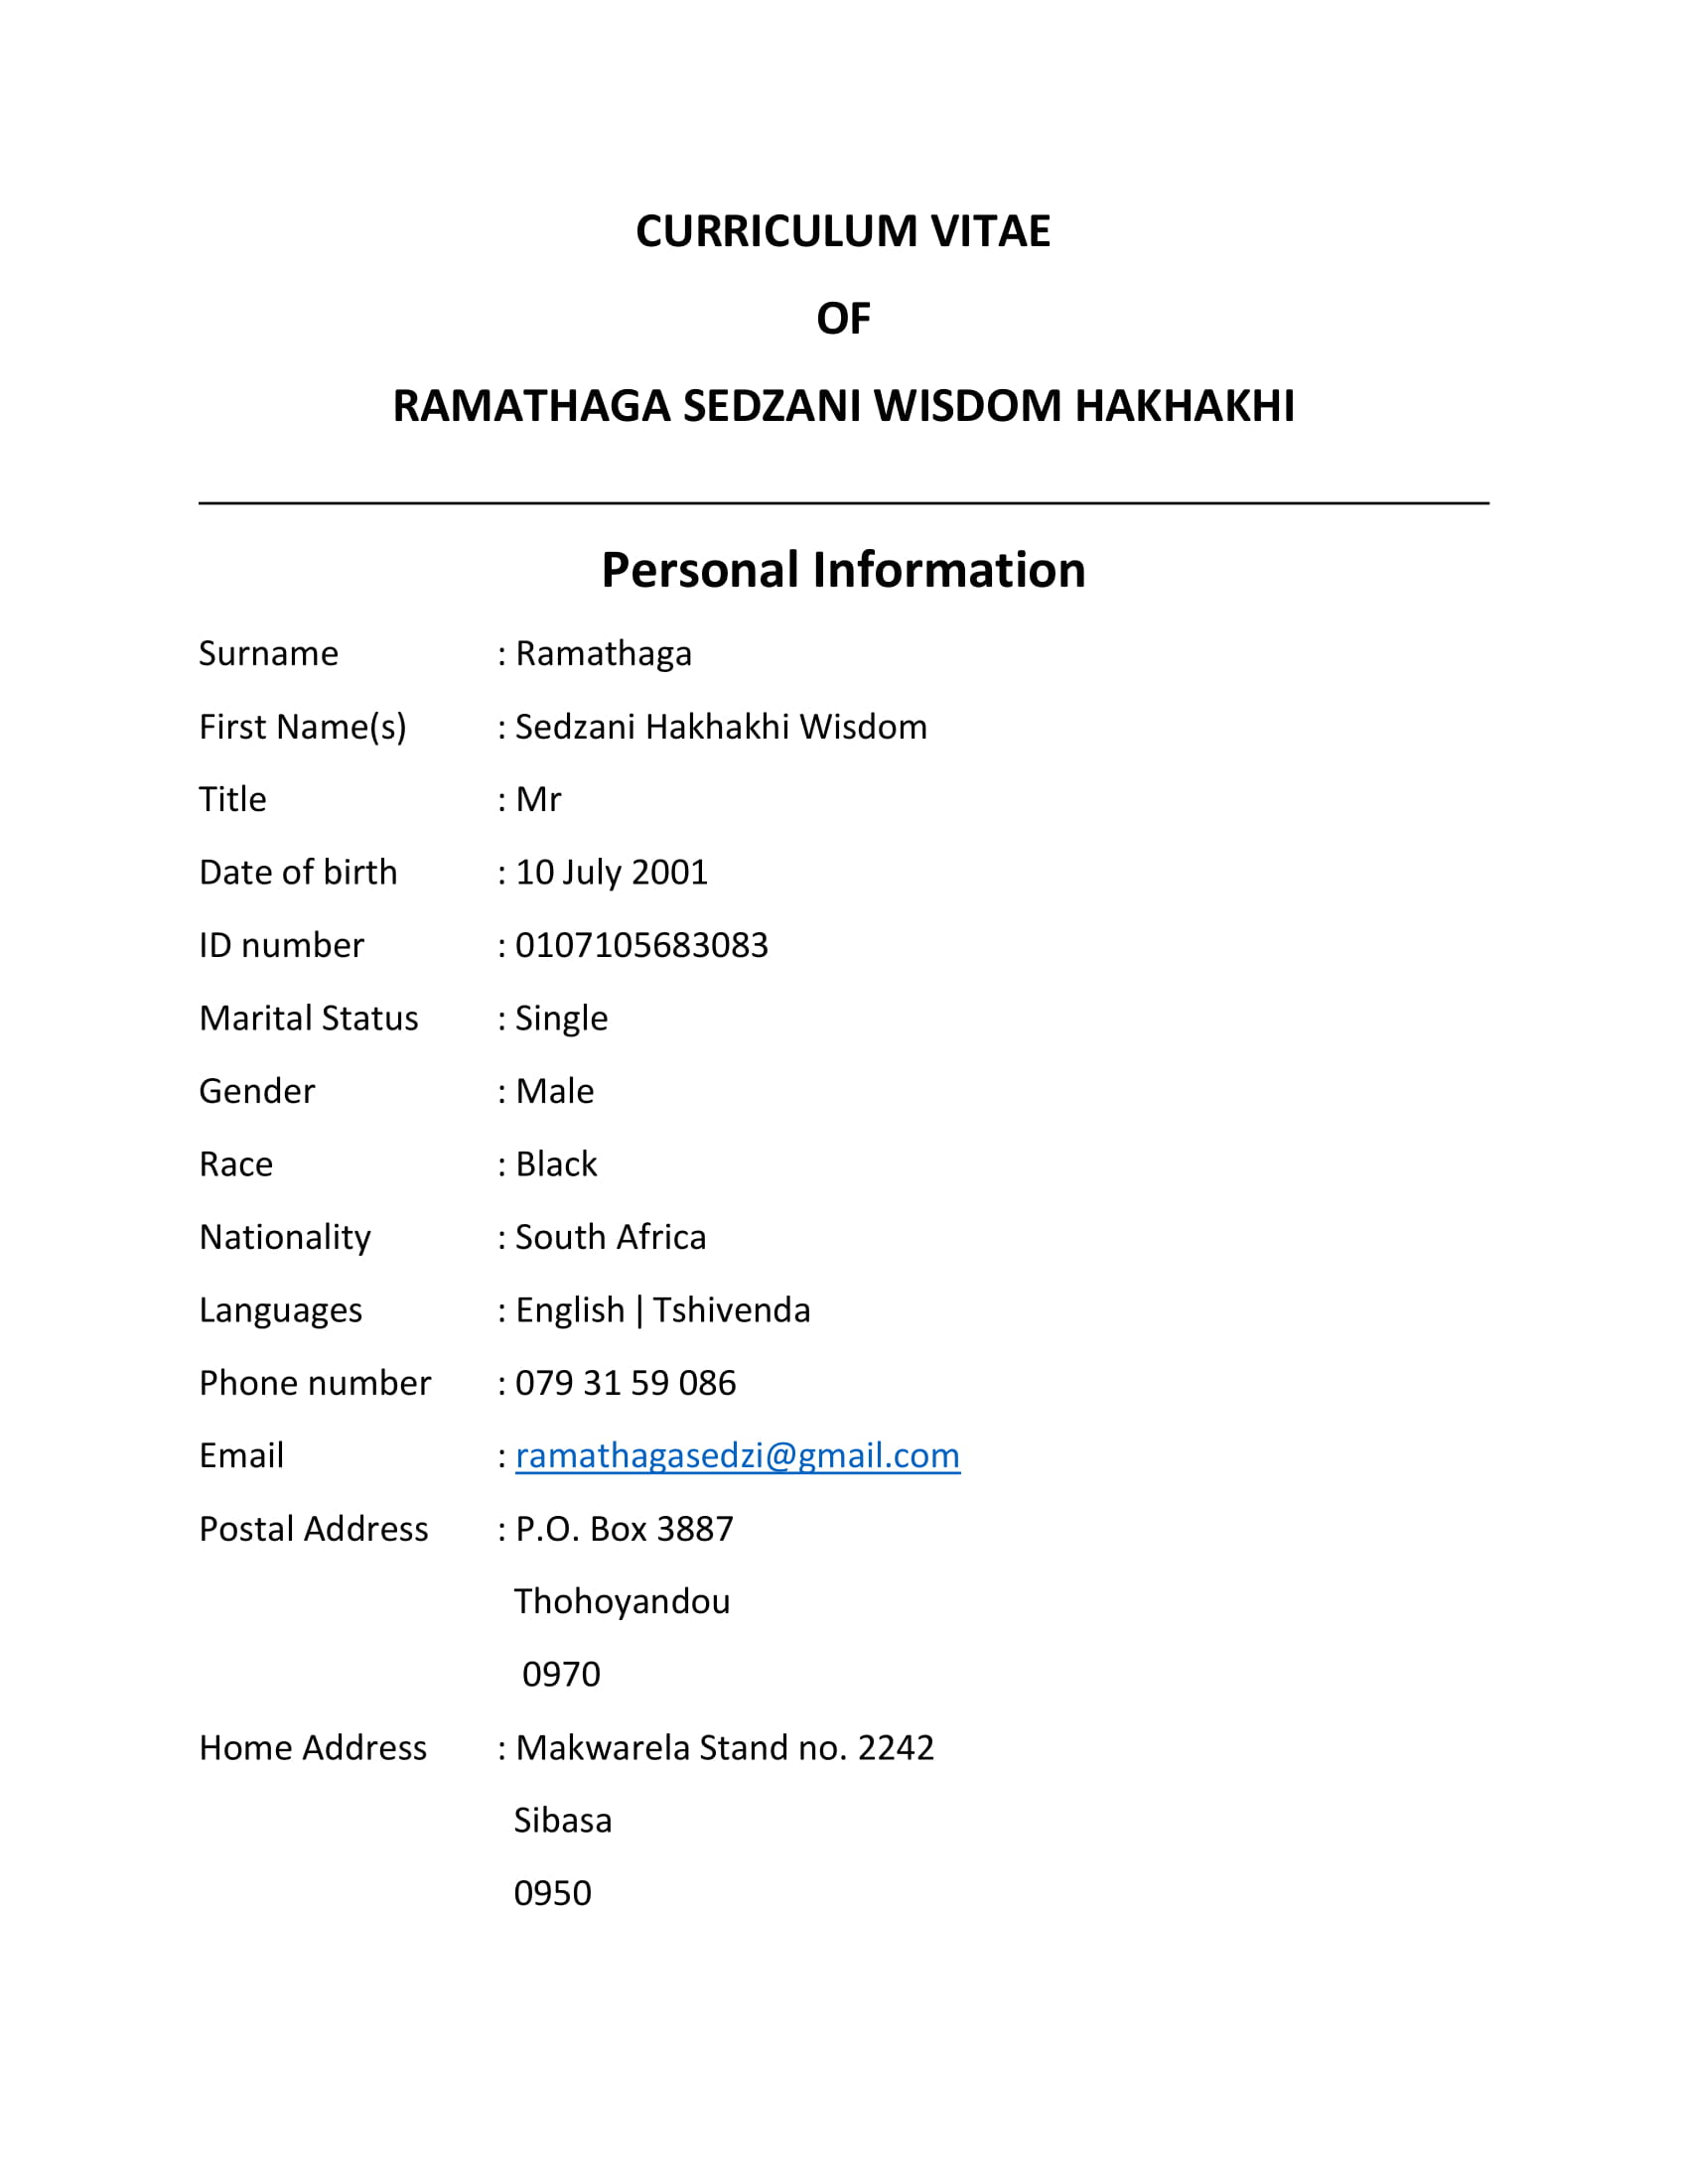 CURRICULUM VITAE
OF
RAMATHAGA SEDZANI WISDOM HAKHAKHI
Personal Information
Surname : Ramathaga
First Name(s) : Sedzani Hakhakhi Wisdom
Title : Mr
Date of birth : 10 July 2001
ID number : 0107105683083
Marital Status : Single
Gender : Male
Race : Black
Nationality : South Africa
Languages : English | Tshivenda
Phone number : 079 31 59 086
Email : ramathagasedzi@gmail.com
Postal Address : P.O. Box 3887
Thohoyandou
0970
Home Address : Makwarela Stand no. 2242
Sibasa
0950